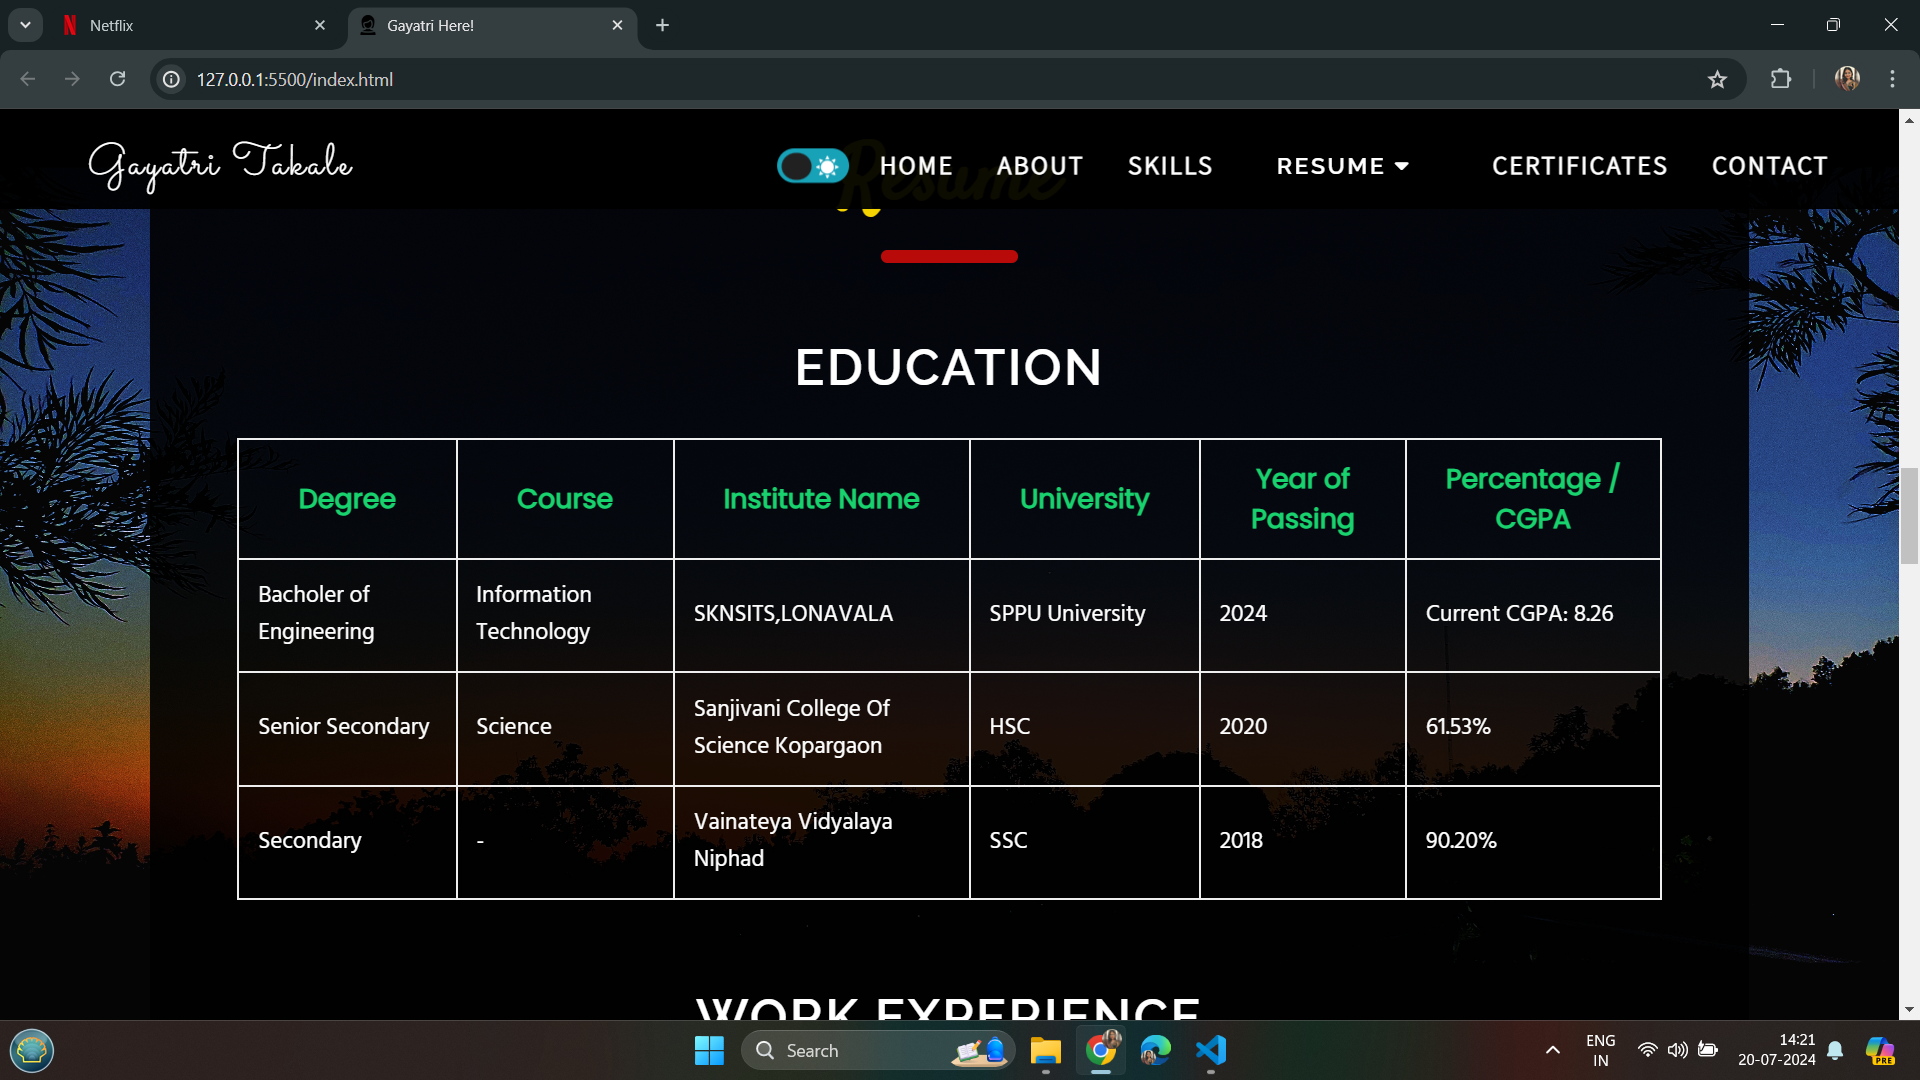 Netflix
Gayatri Here!
127.0.0.1:5500/index.html
Gayatri Takale
HOME ABOUT SKILLS RESUME CERTIFICATES CONTACT
Resume
EDUCATION
Degree Course Institute Name University Year of Passing Percentage / CGPA
Bacholer of Engineering Information Technology SKNSITS,LONAVALA SPPU University 2024 Current CGPA: 8.26
Senior Secondary Science Sanjivani College Of Science Kopargaon HSC 2020 61.53%
Secondary - Vainateya Vidyalaya Niphad SSC 2018 90.20%
WORK EXPERIENCE
Search
ENG
IN
14:21
20-07-2024
PRE